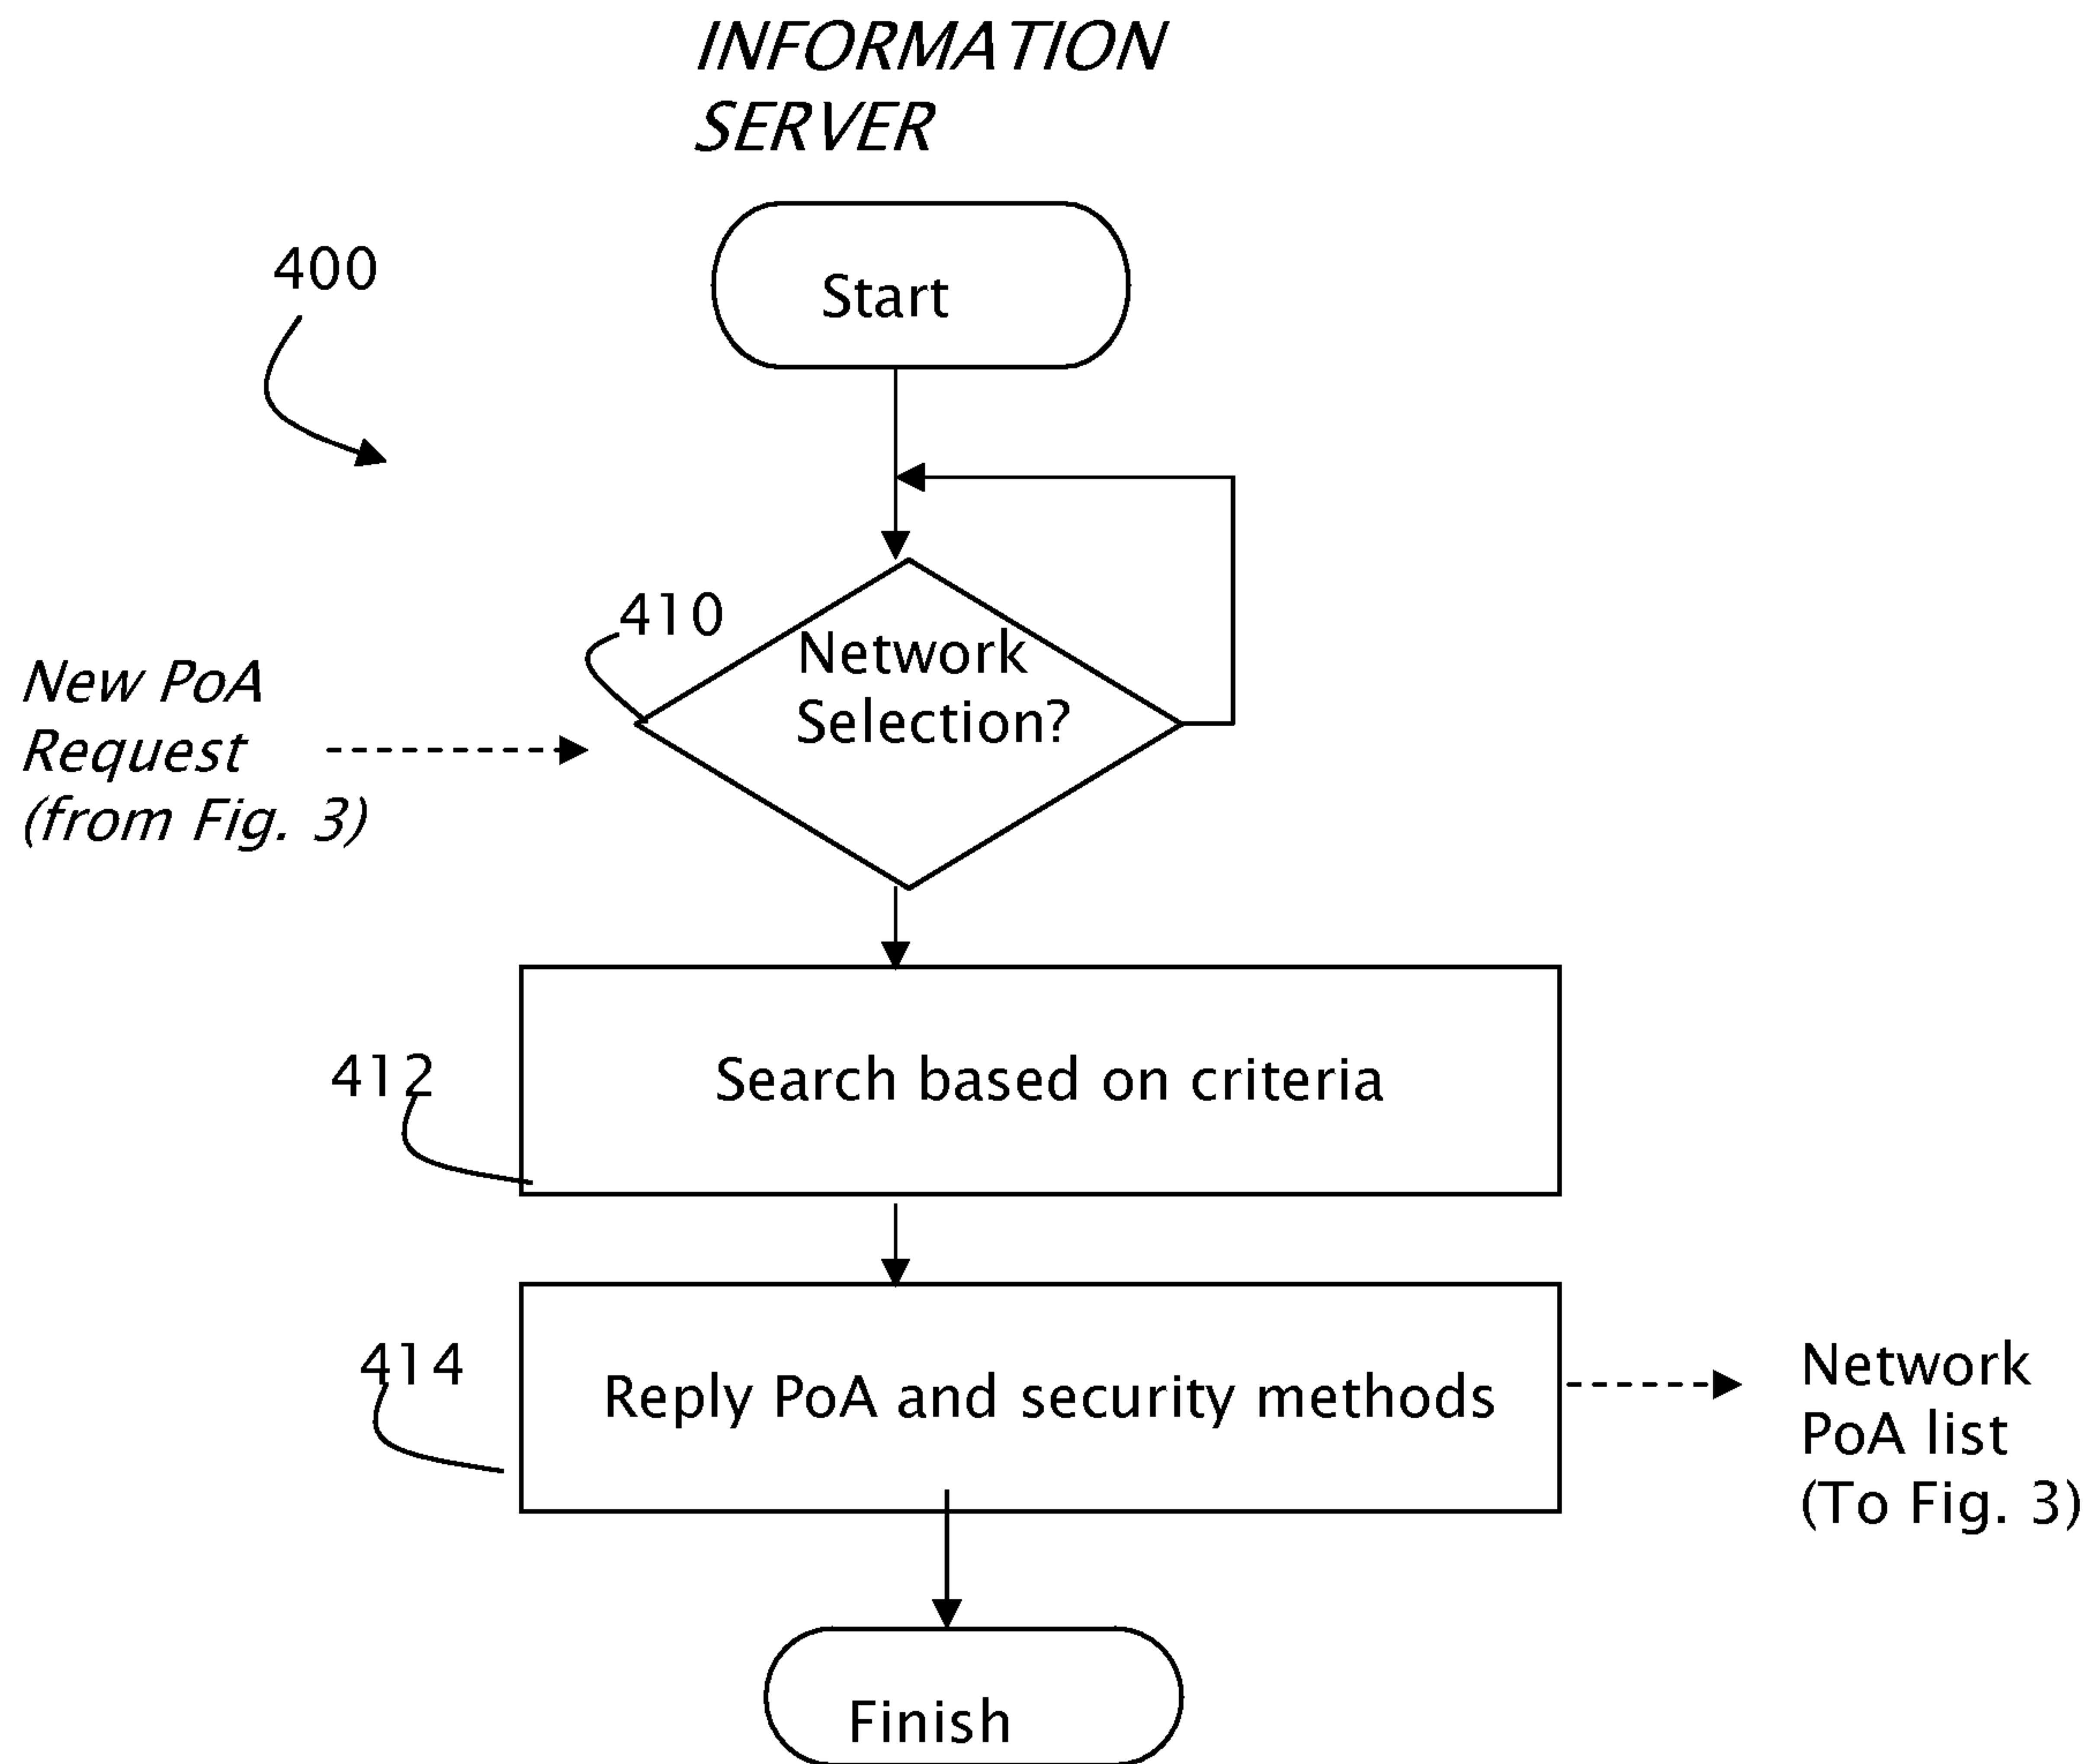 INFORMATION
SERVER
400
Start
410
Network
Selection?
New PoA
Request
(from Fig. 3)
412
Search based on criteria
414
Reply PoA and security methods
Network
PoA list
(To Fig. 3)
Finish